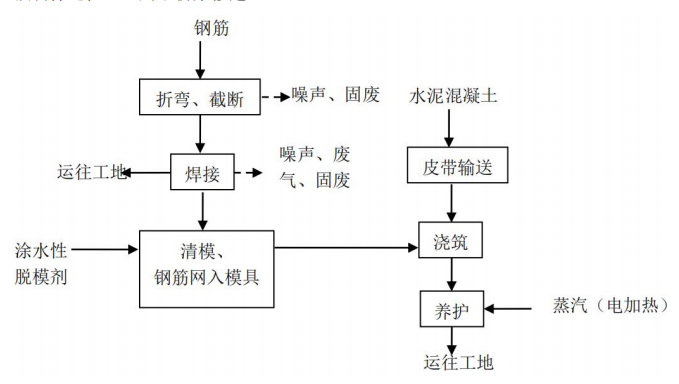 钢筋
折弯、截断
噪声、固废
水泥混凝土
运往工地
焊接
噪声、废
气、固废
皮带输送
涂水性
脱模剂
清模、
钢筋网入模具
浇筑
养护
蒸汽（电加热）
运往工地